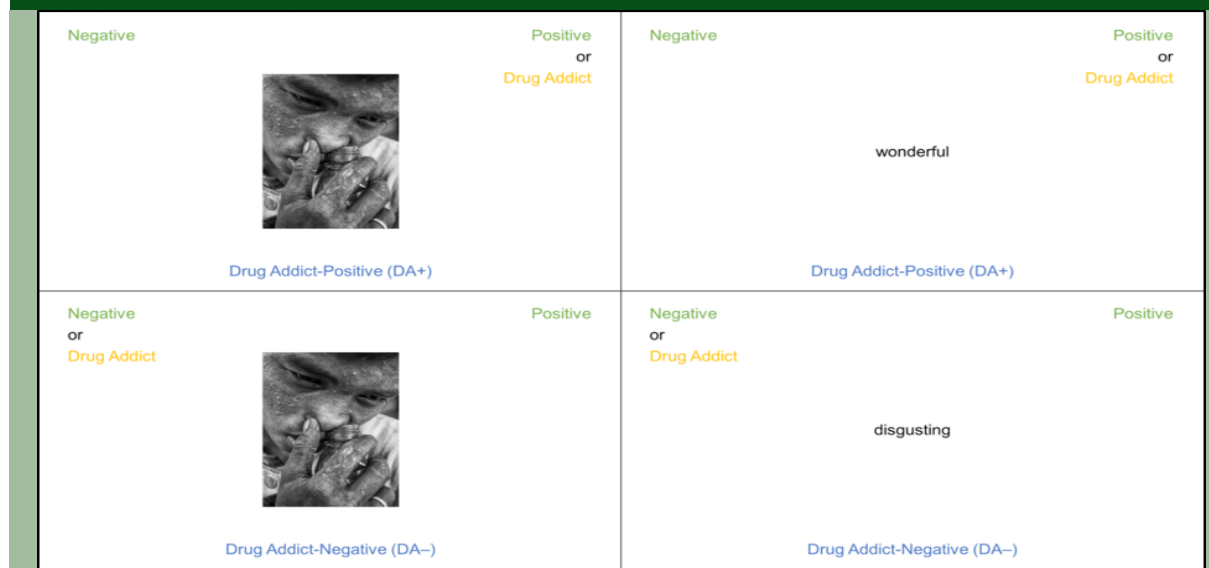 Negative
Positive
or
Drug Addict
Drug Addict-Positive (DA+)
Negative
Positive
or
Drug Addict
wonderful
Drug Addict-Positive (DA+)
Negative
or
Drug Addict
Positive
Drug Addict-Negative (DA–)
Negative
or
Drug Addict
Positive
disgusting
Drug Addict-Negative (DA–)